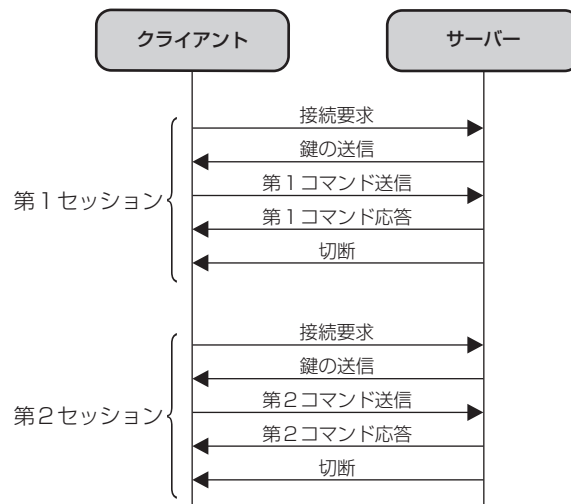 クライアント
サーバー
第1セッション
接続要求
鍵の送信
第1コマンド送信
第1コマンド応答
切断
第2セッション
接続要求
鍵の送信
第2コマンド送信
第2コマンド応答
切断